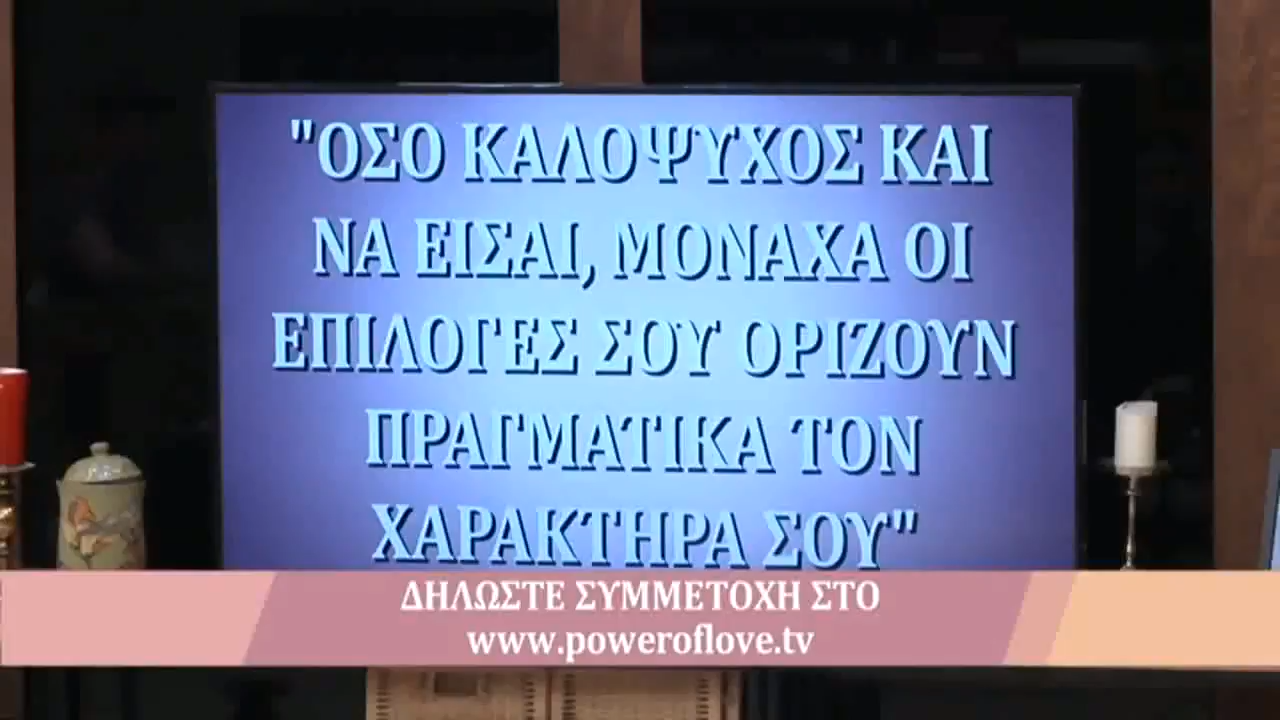 "ΟΣΟ ΚΑΛΟΨΥΧΟΣ ΚΑΙ
ΝΑ ΕΙΣΑΙ, ΜΟΝΑΧΑ ΟΙ
ΕΠΙΛΟΓΕΣ ΣΟΥ ΟΡΙΖΟΥΝ
ΠΡΑΓΜΑΤΙΚΑ ΤΟΝ
ΧΑΡΑΚΤΗΡΑ ΣΟΥ"
ΔΗΛΩΣΤΕ ΣΥΜΜΕΤΟΧΗ ΣΤΟ
www.poweroflove.tv